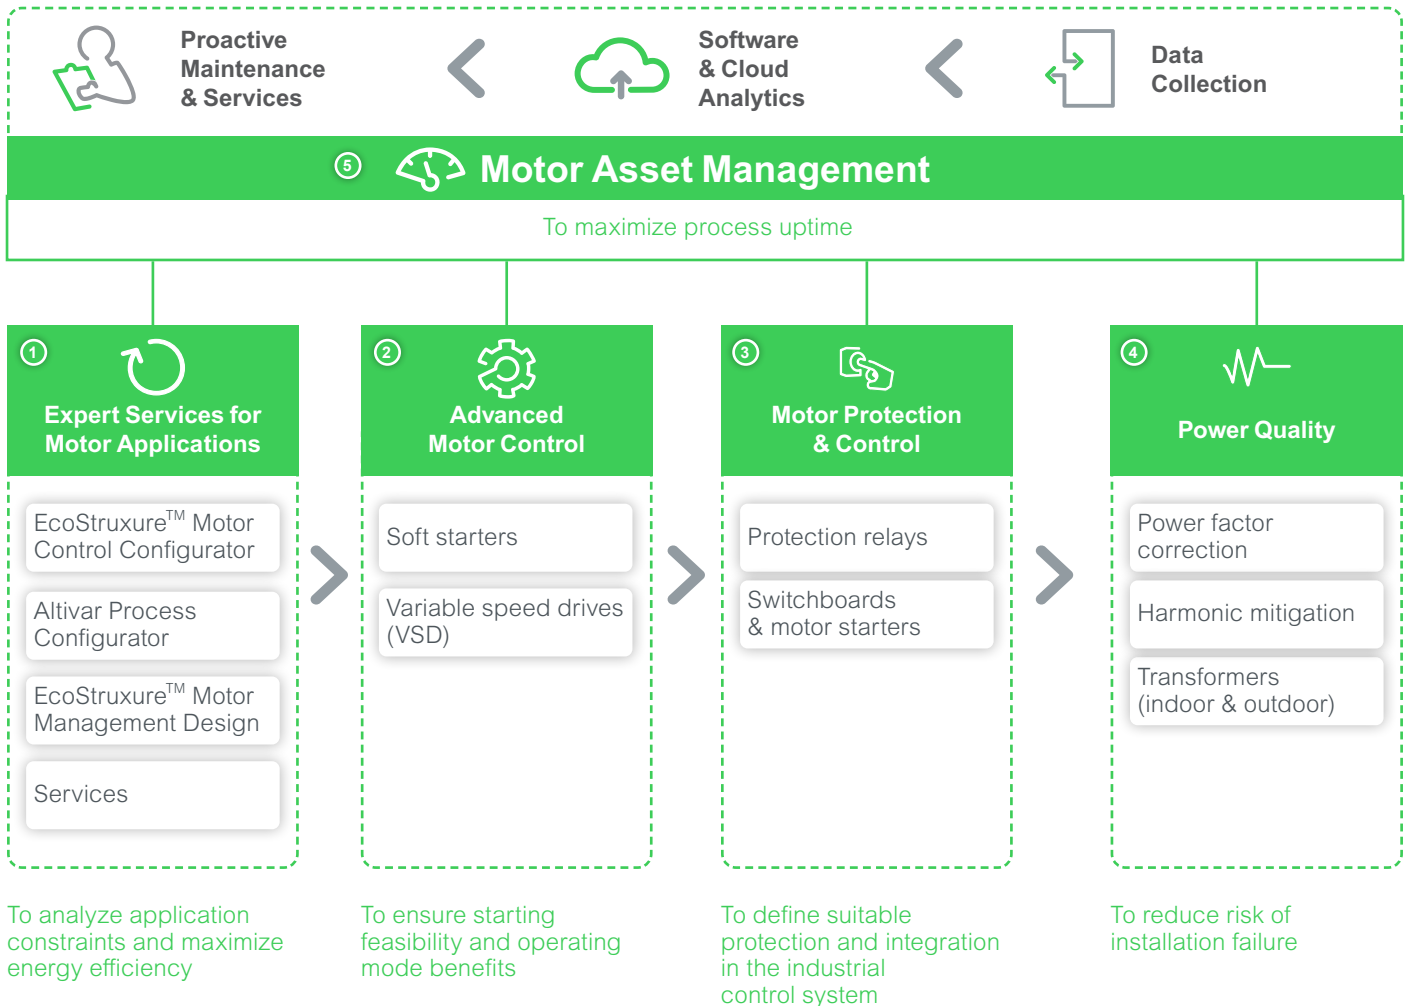 Proactive
Maintenance
& Services
Software
& Cloud
Analytics
Data
Collection
5 Motor Asset Management
To maximize process uptime
1
Expert Services for
Motor Applications
EcoStruxure™ Motor
Control Configurator
Altivar Process
Configurator
EcoStruxure™ Motor
Management Design
Services
To analyze application
constraints and maximize
energy efficiency
2
Advanced
Motor Control
Soft starters
Variable speed drives
(VSD)
To ensure starting
feasibility and operating
mode benefits
3
Motor Protection
& Control
Protection relays
Switchboards
& motor starters
To define suitable
protection and integration
in the industrial
control system
4
Power Quality
Power factor
correction
Harmonic mitigation
Transformers
(indoor & outdoor)
To reduce risk of
installation failure